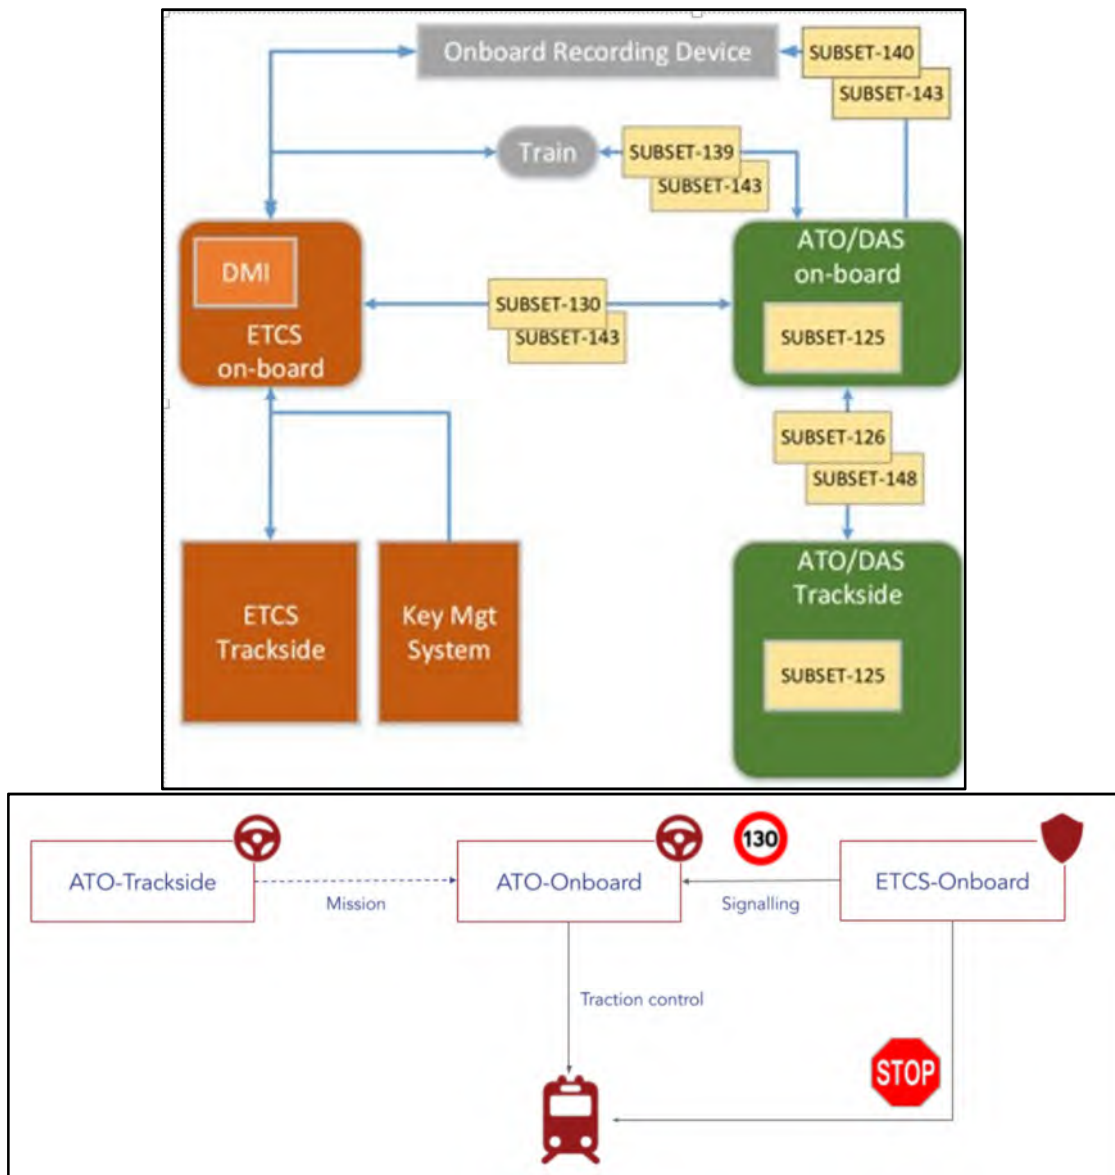 Onboard Recording Device
SUBSET-140
SUBSET-143
Train
SUBSET-139
SUBSET-143
DMI
ETCS
on-board
SUBSET-130
SUBSET-143
ATO/DAS
on-board
SUBSET-125
SUBSET-126
SUBSET-148
ETCS
Trackside
Key Mgt
System
ATO/DAS
Trackside
SUBSET-125
ATO-Trackside
Mission
ATO-Onboard
130
Signalling
ETCS-Onboard
Traction control
STOP